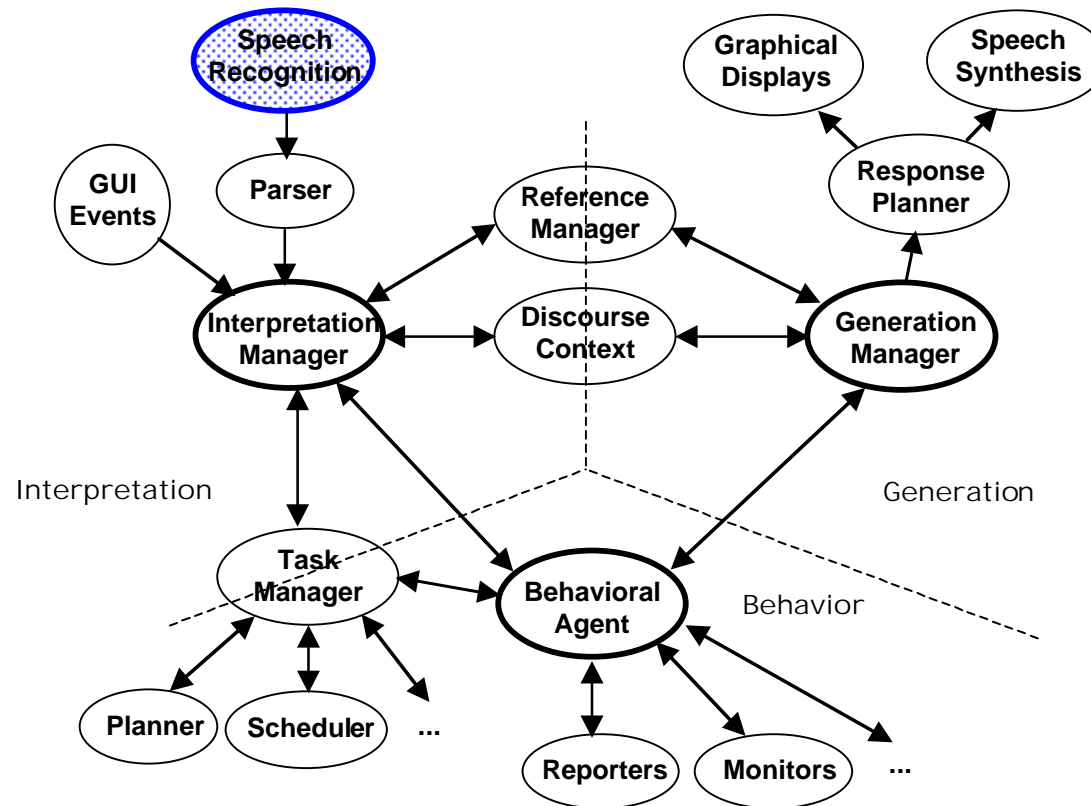 Speech
Recognition
Graphical
Displays
Speech
Synthesis
GUI
Events
Parser
Reference
Manager
Response
Planner
Interpretation
Manager
Discourse
Context
Generation
Manager
Interpretation
Generation
Task
Manager
Behavioral
Agent
Behavior
Planner
Scheduler
...
Reporters
Monitors
...